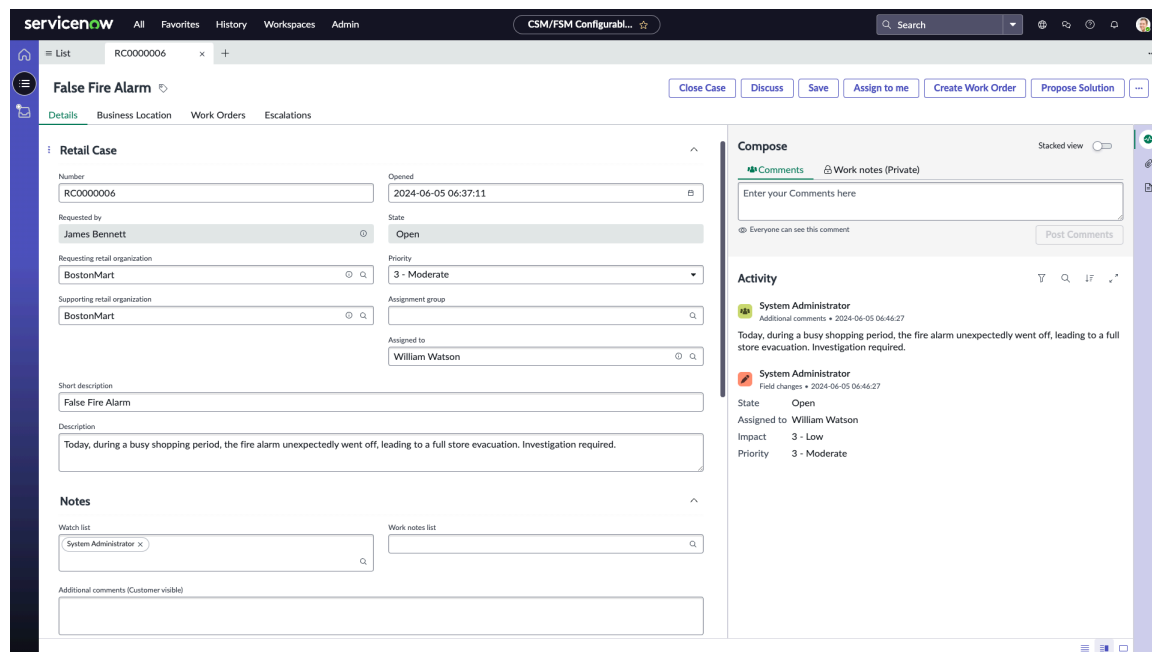 servicenow All Favorites History Workspaces Admin CSM/FSM Configurabl... Search
List RC0000006 × +
False Fire Alarm Close Case Discuss Save Assign to me Create Work Order Propose Solution ...
Details Business Location Work Orders Escalations
Retail Case
Number
RC0000006
Opened
2024-06-05 06:37:11
Requested by
James Bennett
State
Open
Requesting retail organization
BostonMart
Priority
3 - Moderate
Supporting retail organization
BostonMart
Assignment group
Assigned to
William Watson
Short description
False Fire Alarm
Description
Today, during a busy shopping period, the fire alarm unexpectedly went off, leading to a full store evacuation. Investigation required.
Notes
Watch list
System Administrator ×
Work notes list
Additional comments (Customer visible)
Compose
Stacked view
Comments Work notes (Private)
Enter your Comments here
Everyone can see this comment
Post Comments
Activity
System Administrator
Additional comments • 2024-06-05 06:46:27
Today, during a busy shopping period, the fire alarm unexpectedly went off, leading to a full
store evacuation. Investigation required.
System Administrator
Field changes • 2024-06-05 06:46:27
State Open
Assigned to William Watson
Impact 3 - Low
Priority 3 - Moderate